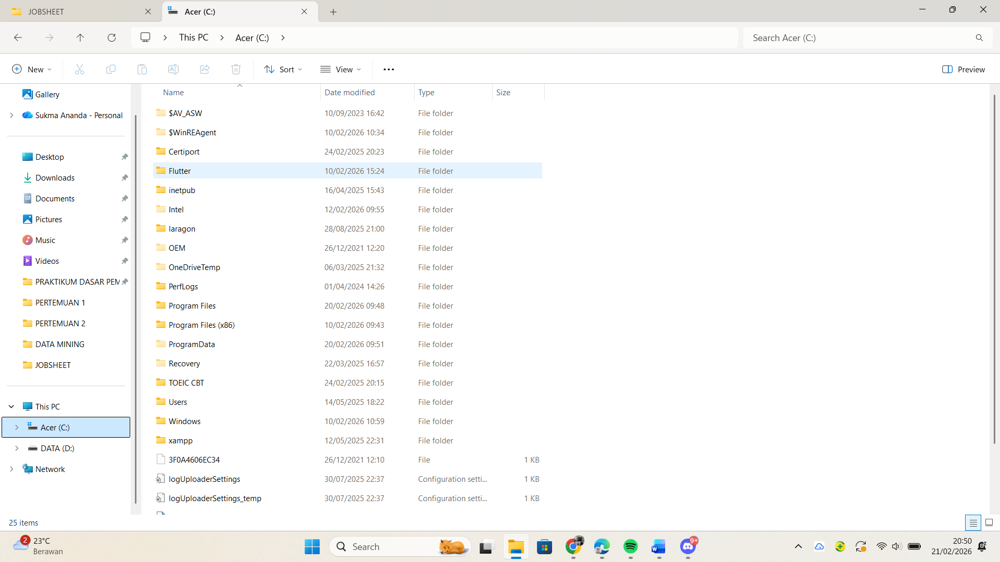 JOBSHEET
Acer (C:)
This PC
Acer (C:)
Search Acer (C:)
New
Sort
View
Preview
Gallery
Sukma Ananda - Personal
Desktop
Downloads
Documents
Pictures
Music
Videos
PRAKTIKUM DASAR PEM
PERTEMUAN 1
PERTEMUAN 2
DATA MINING
JOBSHEET
This PC
Acer (C:)
DATA (D:)
Network
Name Date modified Type Size
$AV_ASW 10/09/2023 16:42 File folder
$WinREAgent 10/02/2026 10:34 File folder
Certiport 24/02/2025 20:23 File folder
Flutter 10/02/2026 15:24 File folder
inetpub 16/04/2025 15:43 File folder
Intel 12/02/2026 09:55 File folder
laragon 28/08/2025 21:00 File folder
OEM 26/12/2021 12:20 File folder
OneDriveTemp 06/03/2025 21:32 File folder
PerfLogs 01/04/2024 14:26 File folder
Program Files 20/02/2026 09:48 File folder
Program Files (x86) 10/02/2026 09:43 File folder
ProgramData 20/02/2026 09:51 File folder
Recovery 22/03/2025 16:57 File folder
TOEIC CBT 24/02/2025 20:15 File folder
Users 14/05/2025 18:22 File folder
Windows 10/02/2026 10:59 File folder
xampp 12/05/2025 22:31 File folder
3F0A4606EC34 26/12/2021 12:10 File 1 KB
logUploaderSettings 30/07/2025 22:37 Configuration setti... 1 KB
logUploaderSettings_temp 30/07/2025 22:37 Configuration setti... 1 KB
25 items
2
23°C
Berawan
Search
9+
20:50
21/02/2026